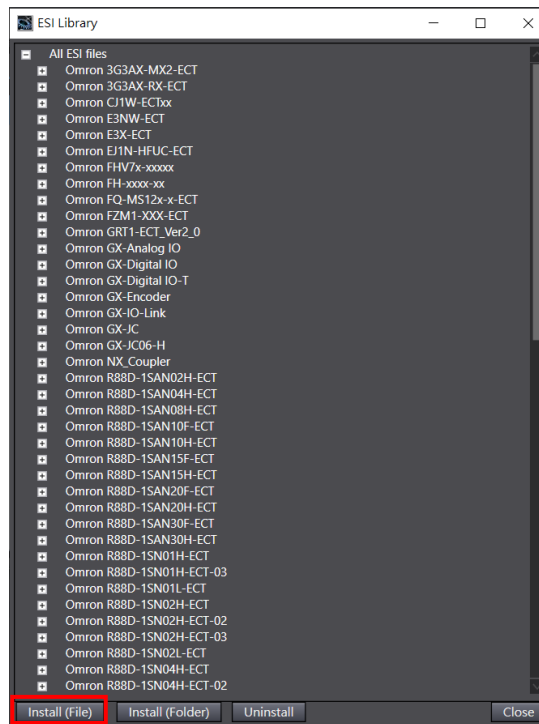 ESI Library
All ESI files
Omron 3G3AX-MX2-ECT
Omron 3G3AX-RX-ECT
Omron CJ1W-ECTxx
Omron E3NW-ECT
Omron E3X-ECT
Omron EJ1N-HFUC-ECT
Omron FHV7x-xxxxx
Omron FH-xxxx-xx
Omron FQ-MS12x-x-ECT
Omron FZM1-XXX-ECT
Omron GRT1-ECT_Ver2_0
Omron GX-Analog IO
Omron GX-Digital IO
Omron GX-Digital IO-T
Omron GX-Encoder
Omron GX-IO-Link
Omron GX-JC
Omron GX-JC06-H
Omron NX_Coupler
Omron R88D-1SAN02H-ECT
Omron R88D-1SAN04H-ECT
Omron R88D-1SAN08H-ECT
Omron R88D-1SAN10F-ECT
Omron R88D-1SAN10H-ECT
Omron R88D-1SAN15F-ECT
Omron R88D-1SAN15H-ECT
Omron R88D-1SAN20F-ECT
Omron R88D-1SAN20H-ECT
Omron R88D-1SAN30F-ECT
Omron R88D-1SAN30H-ECT
Omron R88D-1SN01H-ECT
Omron R88D-1SN01H-ECT-03
Omron R88D-1SN01L-ECT
Omron R88D-1SN02H-ECT
Omron R88D-1SN02H-ECT-02
Omron R88D-1SN02H-ECT-03
Omron R88D-1SN02L-ECT
Omron R88D-1SN04H-ECT
Omron R88D-1SN04H-ECT-02
Install (File) Install (Folder) Uninstall Close